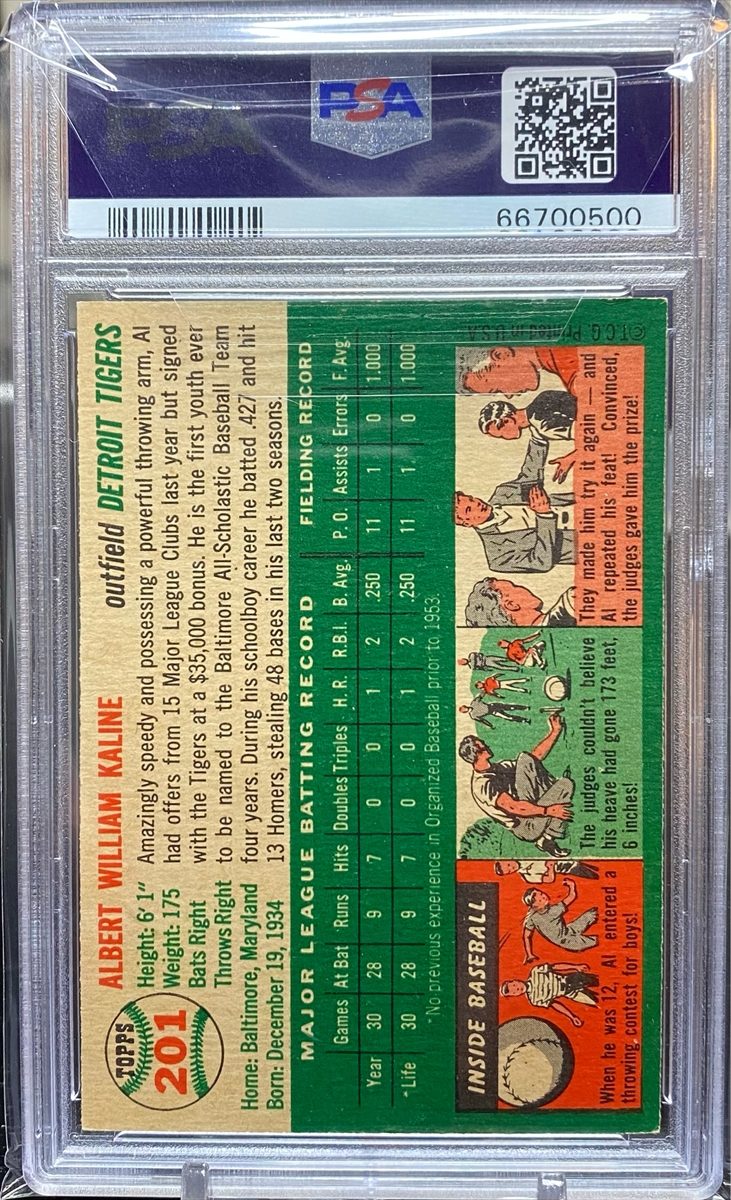 PSA
PSA
66700500
TOPPS
201
ALBERT WILLIAM KALINE
outfield DETROIT TIGERS
Height: 6' 1"
Weight: 175
Bats Right
Throws Right
Home: Baltimore, Maryland
Born: December 19, 1934
Amazingly speedy and possessing a powerful throwing arm, Al
had offers from 15 Major League Clubs last year but signed
with the Tigers at a $35,000 bonus. He is the first youth ever
to be named to the Baltimore All-Scholastic Baseball Team
four years. During his schoolboy career he batted .427 and hit
13 Homers, stealing 48 bases in his last two seasons.
MAJOR LEAGUE BATTING RECORD FIELDING RECORD
Games At Bat Runs Hits Doubles Triples H. R. R.B.I. B. Avg. P. O. Assists Errors F. Avg.
Year 30 28 9 7 0 0 1 2 .250 11 1 0 1.000
* Life 30 28 9 7 0 0 1 2 .250 11 1 0 1.000
*No previous experience in Organized Baseball prior to 1953.
INSIDE BASEBALL
When he was 12, Al entered a
throwing contest for boys!
The judges couldn't believe
his heave had gone 173 feet,
6 inches!
They made him try it again — and
Al repeated his feat! Convinced,
the judges gave him the prize!
©T.C.G. Printed in U.S.A.